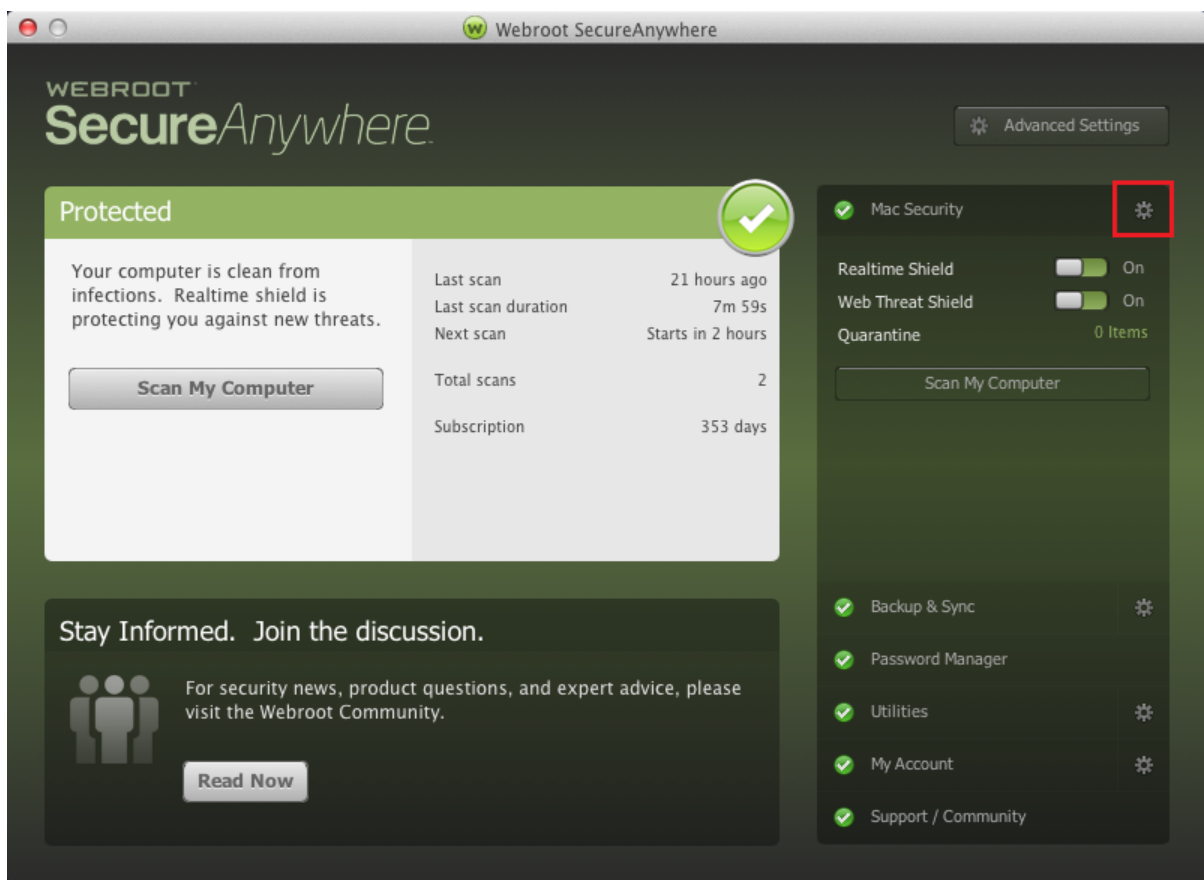 Webroot SecureAnywhere
WEBROOT
SecureAnywhere.
Advanced Settings
Protected
Your computer is clean from
infections. Realtime shield is
protecting you against new threats.
Scan My Computer
Last scan 21 hours ago
Last scan duration 7m 59s
Next scan Starts in 2 hours
Total scans 2
Subscription 353 days
Mac Security
Realtime Shield On
Web Threat Shield On
Quarantine 0 Items
Scan My Computer
Backup & Sync
Password Manager
Utilities
My Account
Support / Community
Stay Informed. Join the discussion.
For security news, product questions, and expert advice, please
visit the Webroot Community.
Read Now